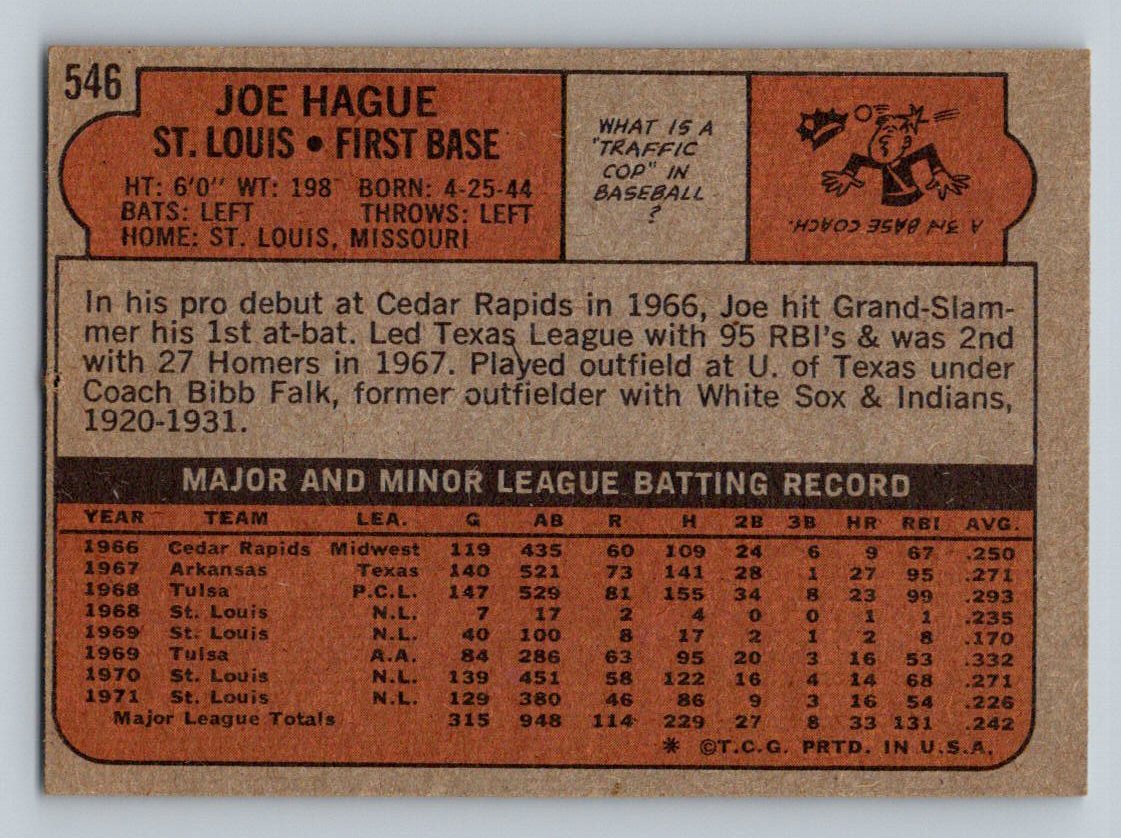 546
JOE HAGUE
ST. LOUIS • FIRST BASE
HT: 6'0" WT: 198 BORN: 4-25-44
BATS: LEFT THROWS: LEFT
HOME: ST. LOUIS, MISSOURI
WHAT IS A
"TRAFFIC
COP" IN
BASEBALL
?
A 3RD BASE COACH.
In his pro debut at Cedar Rapids in 1966, Joe hit Grand-Slam-
mer his 1st at-bat. Led Texas League with 95 RBI's & was 2nd
with 27 Homers in 1967. Played outfield at U. of Texas under
Coach Bibb Falk, former outfielder with White Sox & Indians,
1920-1931.
MAJOR AND MINOR LEAGUE BATTING RECORD
YEAR TEAM LEA. G AB R H 2B 3B HR RBI AVG.
1966 Cedar Rapids Midwest 119 435 60 109 24 6 9 67 .250
1967 Arkansas Texas 140 521 73 141 28 1 27 95 .271
1968 Tulsa P.C.L. 147 529 81 155 34 8 23 99 .293
1968 St. Louis N.L. 7 17 2 4 0 0 1 1 .235
1969 St. Louis N.L. 40 100 8 17 2 1 2 8 .170
1969 Tulsa A.A. 84 286 63 95 20 3 16 53 .332
1970 St. Louis N.L. 139 451 58 122 16 4 14 68 .271
1971 St. Louis N.L. 129 380 46 86 9 3 16 54 .226
Major League Totals 315 948 114 229 27 8 33 131 .242
* ©T.C.G. PRTD. IN U.S.A.